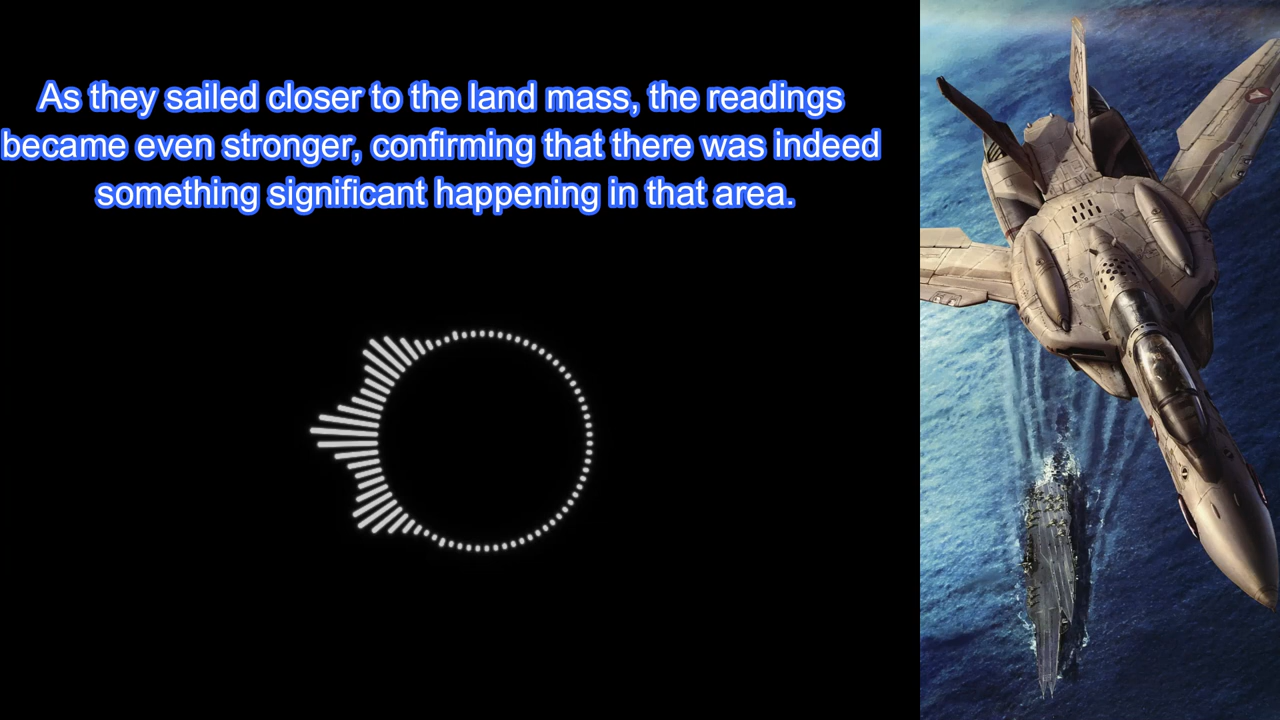 As they sailed closer to the land mass, the readings
became even stronger, confirming that there was indeed
something significant happening in that area.